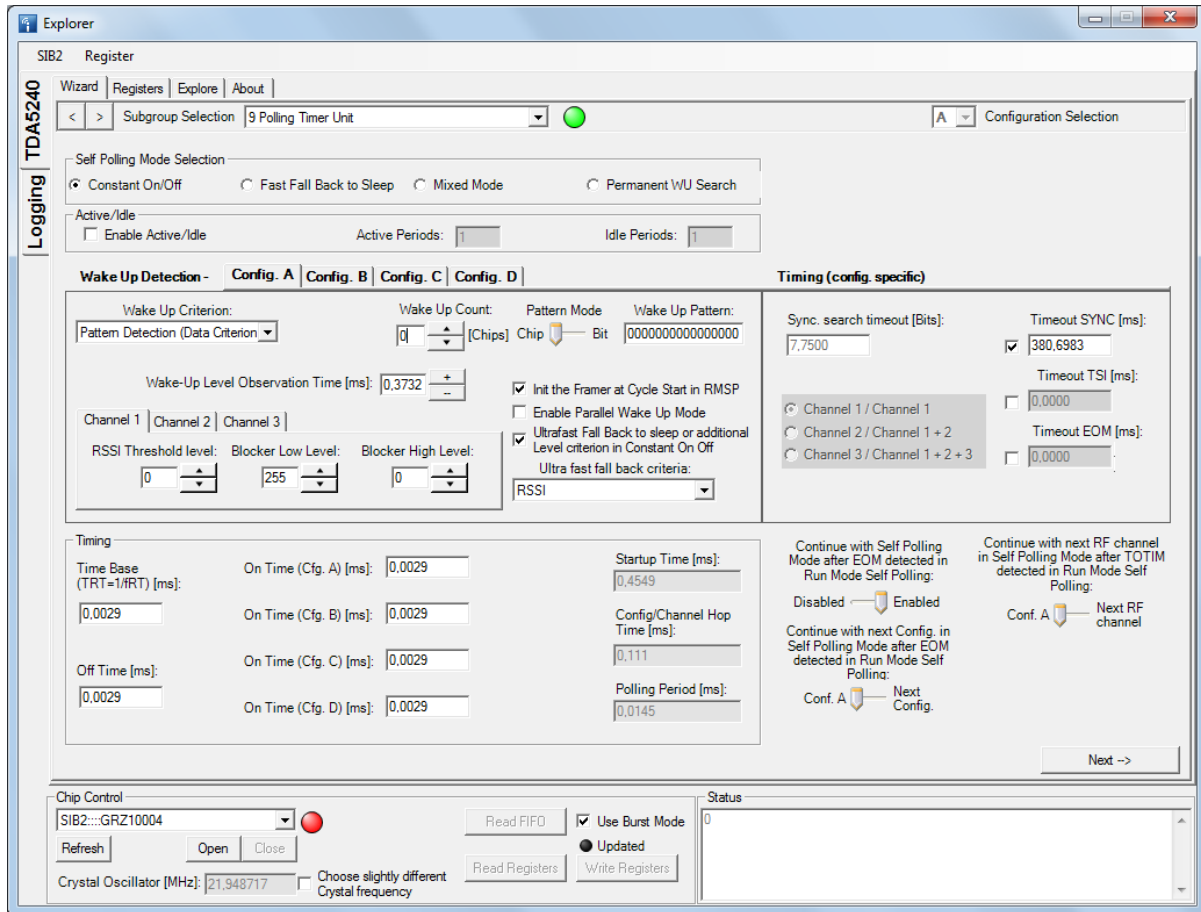 Explorer
SIB2 Register
TDA5240
Logging
Wizard Registers Explore About
< > Subgroup Selection 9 Polling Timer Unit A Configuration Selection
Self Polling Mode Selection
Constant On/Off Fast Fall Back to Sleep Mixed Mode Permanent WU Search
Active/Idle
Enable Active/Idle Active Periods: 1 Idle Periods: 1
Wake Up Detection - Config. A Config. B Config. C Config. D Timing (config. specific)
Wake Up Criterion: Wake Up Count: Pattern Mode Wake Up Pattern:
Pattern Detection (Data Criterion 0 [Chips] Chip Bit 0000000000000000
Wake-Up Level Observation Time [ms]: 0,3732 + --
Init the Framer at Cycle Start in RMSP
Enable Parallel Wake Up Mode
Ultrafast Fall Back to sleep or additional
Level criterion in Constant On Off
Ultra fast fall back criteria:
RSSI
Channel 1 Channel 2 Channel 3
RSSI Threshold level: Blocker Low Level: Blocker High Level:
0 255 0
Sync. search timeout [Bits]: Timeout SYNC [ms]:
7,7500 380,6983
Timeout TSI [ms]:
0,0000
Timeout EOM [ms]:
0,0000
Channel 1 / Channel 1
Channel 2 / Channel 1 + 2
Channel 3 / Channel 1 + 2 + 3
Timing
Time Base
(TRT=1/fRT) [ms]:
0,0029
Off Time [ms]:
0,0029
On Time (Cfg. A) [ms]: 0,0029
On Time (Cfg. B) [ms]: 0,0029
On Time (Cfg. C) [ms]: 0,0029
On Time (Cfg. D) [ms]: 0,0029
Startup Time [ms]:
0,4549
Config/Channel Hop
Time [ms]:
0,111
Polling Period [ms]:
0,0145
Continue with Self Polling
Mode after EOM detected in
Run Mode Self Polling:
Disabled Enabled
Continue with next Config. in
Self Polling Mode after EOM
detected in Run Mode Self
Polling:
Conf. A Next
Config.
Continue with next RF channel
in Self Polling Mode after TOTIM
detected in Run Mode Self
Polling:
Conf. A Next RF
channel
Next -->
Chip Control
SIB2::::GRZ10004
Refresh Open Close
Crystal Oscillator [MHz]: 21,948717
Choose slightly different
Crystal frequency
Read FIFO Use Burst Mode
Updated
Read Registers Write Registers
Status
0